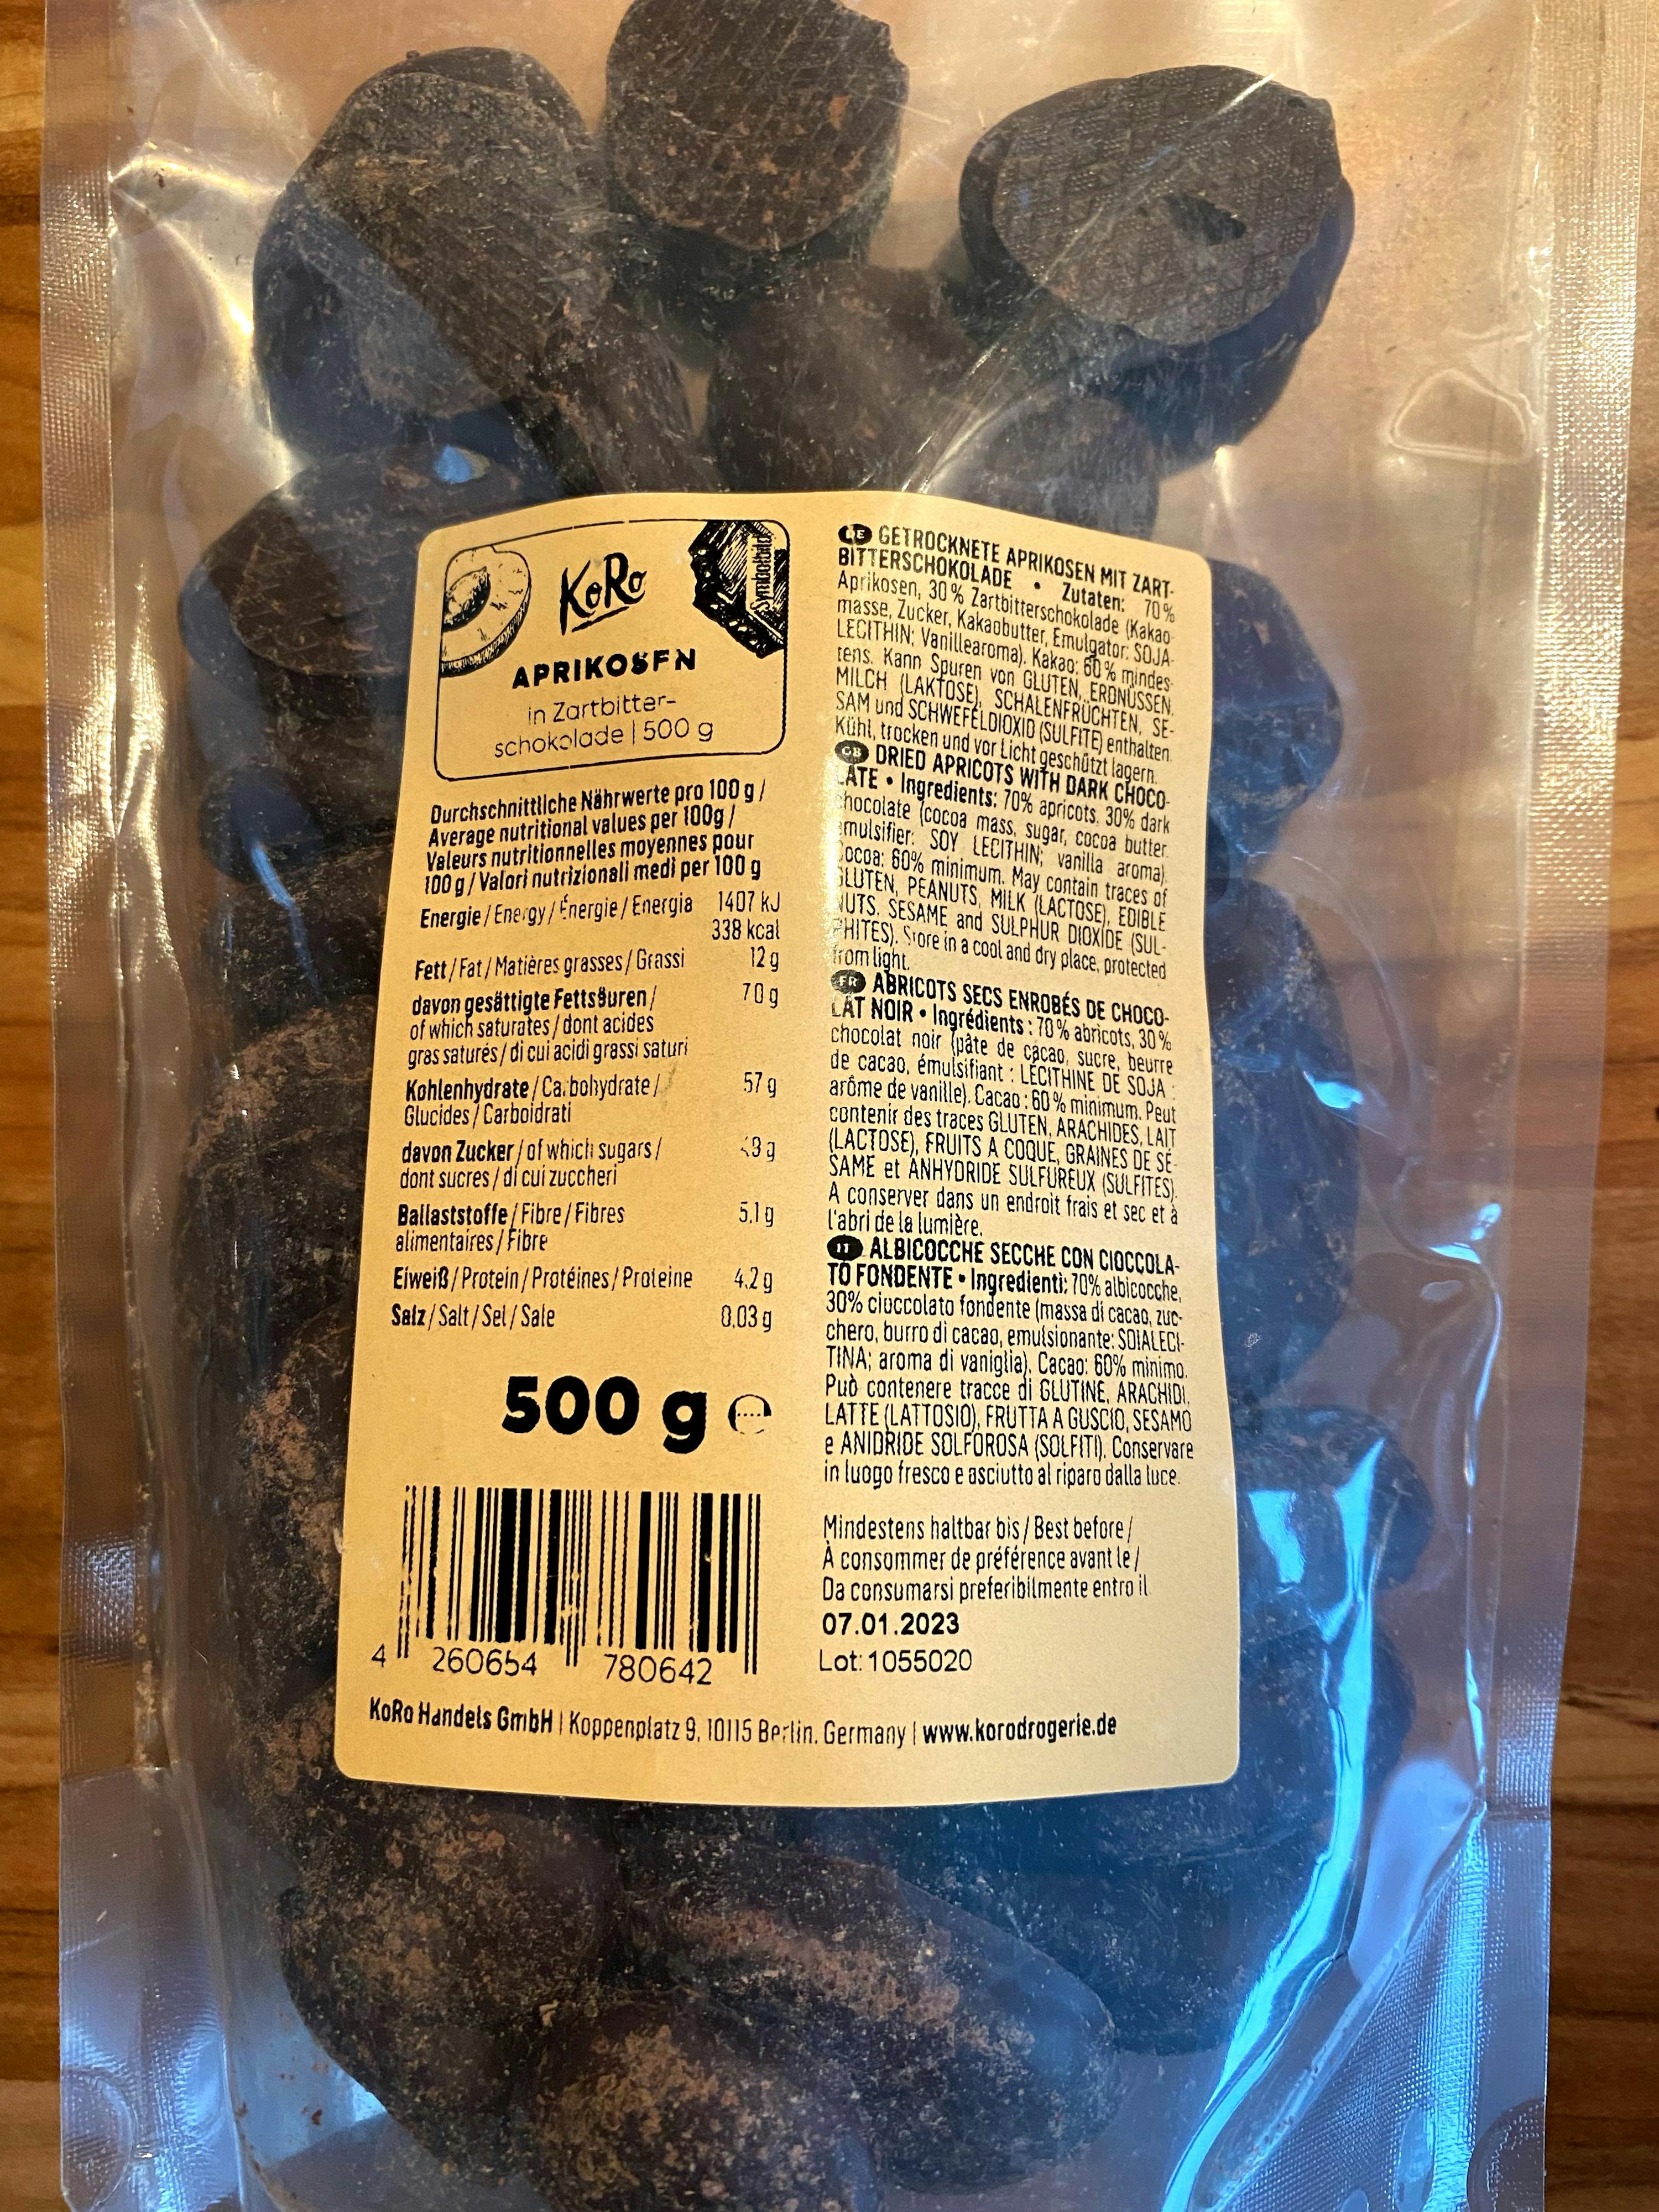 KoRo
Symbolbild
APRIKOSEN
in Zartbitter-
schokolade | 500 g
Durchschnittliche Nährwerte pro 100 g /
Average nutritional values per 100g /
Valeurs nutritionnelles moyennes pour
100 g / Valori nutrizionali medi per 100 g
Energie / Energy / Énergie / Energia 1407 kJ
338 kcal
Fett / Fat / Matières grasses / Grassi 12 g
davon gesättigte Fettsäuren / 7.0 g
of which saturates / dont acides
gras saturés / di cui acidi grassi saturi
Kohlenhydrate / Carbohydrate / 57 g
Glucides / Carboidrati
davon Zucker / of which sugars /
dont sucres / di cui zuccheri
Ballaststoffe / Fibre / Fibres 5.1 g
alimentaires / Fibre
Eiweiß / Protein / Protéines / Proteine 4.2 g
Salz / Salt / Sel / Sale 0.03 g
500 g ℮
4 260654 780642
DE GETROCKNETE APRIKOSEN MIT ZART-
BITTERSCHOKOLADE • Zutaten: 70 %
Aprikosen, 30 % Zartbitterschokolade (Kakao-
masse, Zucker, Kakaobutter, Emulgator: SOJA-
LECITHIN; Vanillearoma). Kakao: 60 % mindes-
tens. Kann Spuren von GLUTEN, ERDNÜSSEN,
MILCH (LAKTOSE), SCHALENFRÜCHTEN, SE-
SAM und SCHWEFELDIOXID (SULFITE) enthalten.
Kühl, trocken und vor Licht geschützt lagern.
GB DRIED APRICOTS WITH DARK CHOCO-
LATE • Ingredients: 70% apricots, 30% dark
chocolate (cocoa mass, sugar, cocoa butter,
emulsifier: SOY LECITHIN; vanilla aroma).
Cocoa: 60% minimum. May contain traces of
GLUTEN, PEANUTS, MILK (LACTOSE), EDIBLE
NUTS, SESAME and SULPHUR DIOXIDE (SUL-
PHITES). Store in a cool and dry place, protected
from light.
FR ABRICOTS SECS ENROBÉS DE CHOCO-
LAT NOIR • Ingrédients : 70 % abricots, 30 %
chocolat noir (pâte de cacao, sucre, beurre
de cacao, émulsifiant : LÉCITHINE DE SOJA ;
arôme de vanille). Cacao : 60 % minimum. Peut
contenir des traces GLUTEN, ARACHIDES, LAIT
(LACTOSE), FRUITS A COQUE, GRAINES DE SÉ-
SAME et ANHYDRIDE SULFUREUX (SULFITES).
A conserver dans un endroit frais et sec et à
l'abri de la lumière.
IT ALBICOCCHE SECCHE CON CIOCCOLA-
TO FONDENTE • Ingredienti: 70% albicocche,
30% cioccolato fondente (massa di cacao, zuc-
chero, burro di cacao, emulsionante: SOIALECI-
TINA; aroma di vaniglia). Cacao: 60% minimo.
Può contenere tracce di GLUTINE, ARACHIDI,
LATTE (LATTOSIO), FRUTTA A GUSCIO, SESAMO
e ANIDRIDE SOLFOROSA (SOLFITI). Conservare
in luogo fresco e asciutto al riparo dalla luce.
Mindestens haltbar bis / Best before /
À consommer de préférence avant le /
Da consumarsi preferibilmente entro il
07.01.2023
Lot: 1055020
KoRo Handels GmbH | Koppenplatz 9, 10115 Berlin, Germany | www.korodrogerie.de